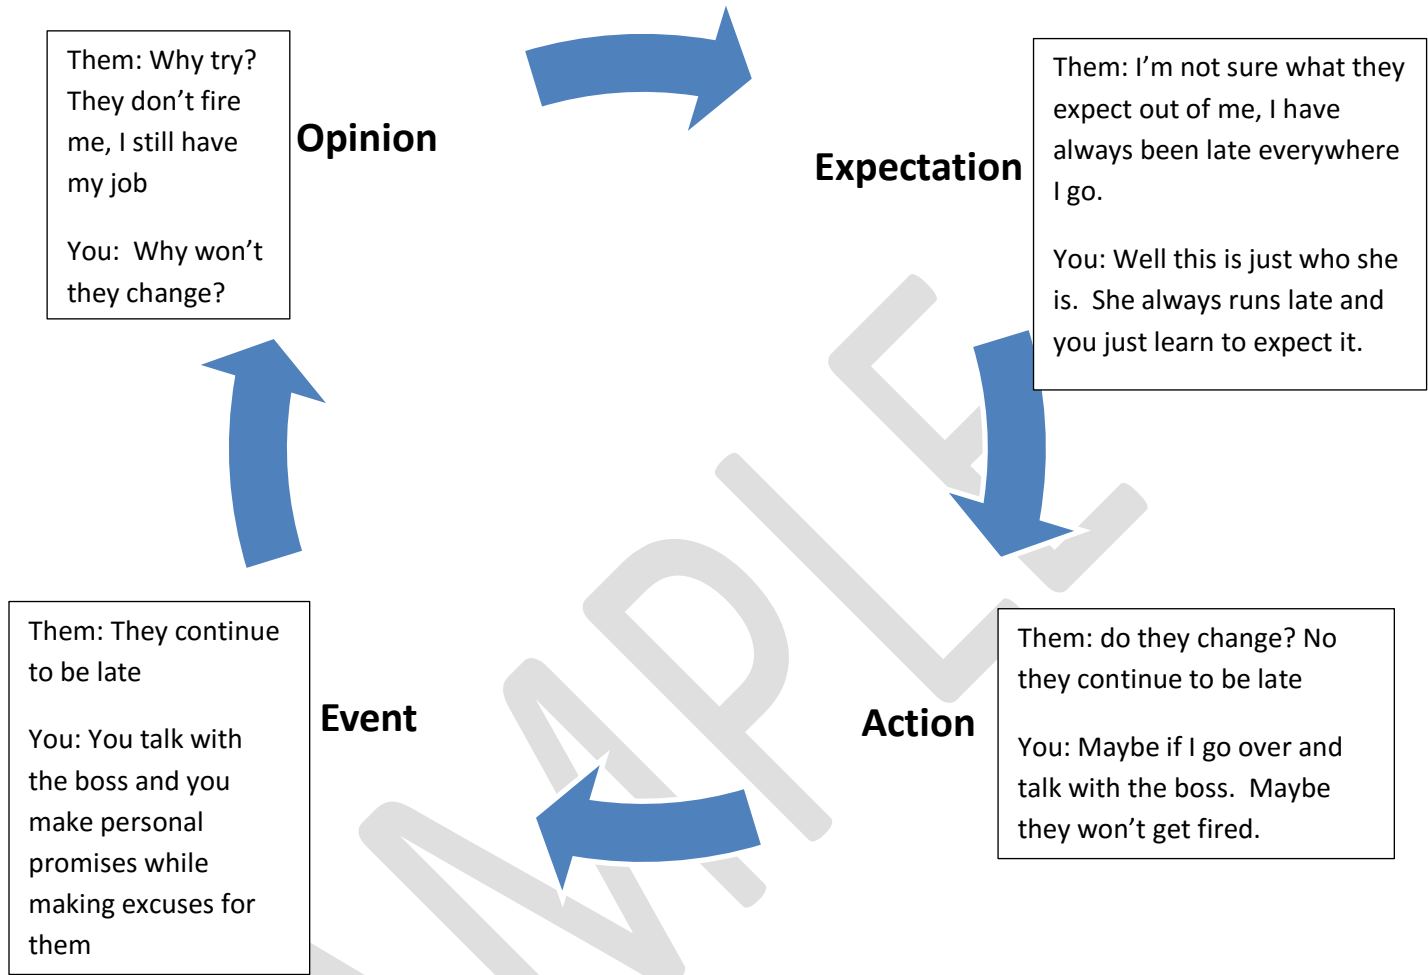 Them: Why try?
They don’t fire
me, I still have
my job
You:  Why won’t
they change?
Opinion
Expectation
Them: I’m not sure what they
expect out of me, I have
always been late everywhere
I go.
You: Well this is just who she
is.  She always runs late and
you just learn to expect it.
Them: They continue
to be late
You: You talk with
the boss and you
make personal
promises while
making excuses for
them
Event
Action
Them: do they change? No
they continue to be late
You: Maybe if I go over and
talk with the boss.  Maybe
they won’t get fired.
MPLE